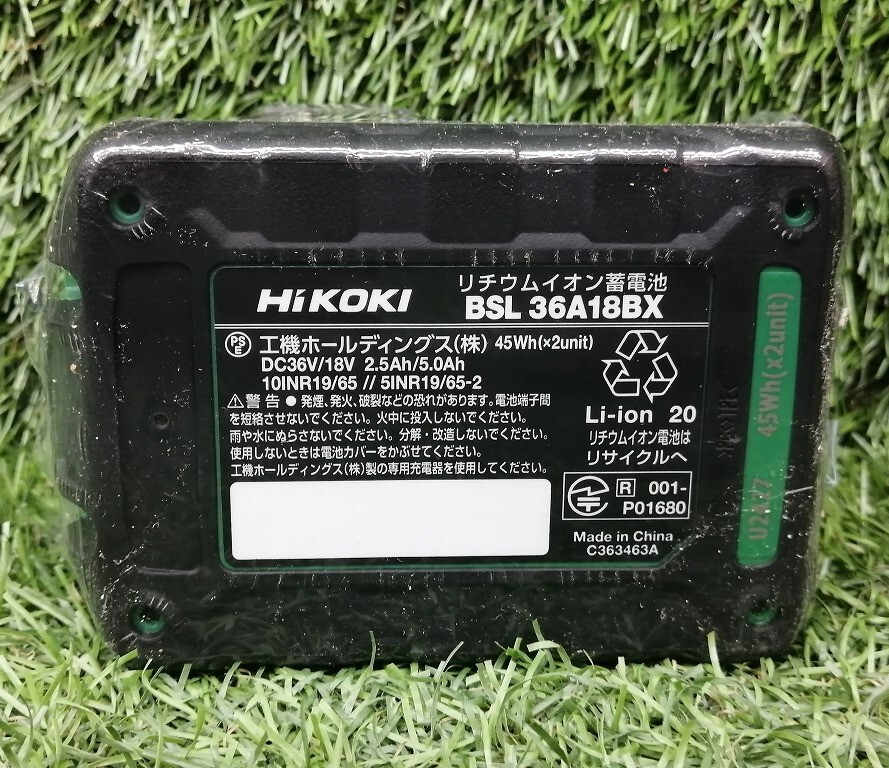 HiKOKI
リチウムイオン蓄電池
BSL 36A18BX
PS
E
工機ホールディングス(株) 45Wh(×2unit)
DC36V/18V 2.5Ah/5.0Ah
10INR19/65 // 5INR19/65-2
⚠警告 ● 発煙、発火、破裂などの恐れがあります。電池端子間
を短絡させないでください。火中に投入しないでください。
雨や水にぬらさないでください。分解・改造しないでください。
使用しないときは電池カバーをかぶせてください。
工機ホールディングス(株)製の専用充電器を使用してください。
Li-ion 20
リチウムイオン電池は
リサイクルへ
R 001-
P01680
Made in China
C363463A
45Wh(×2unit)